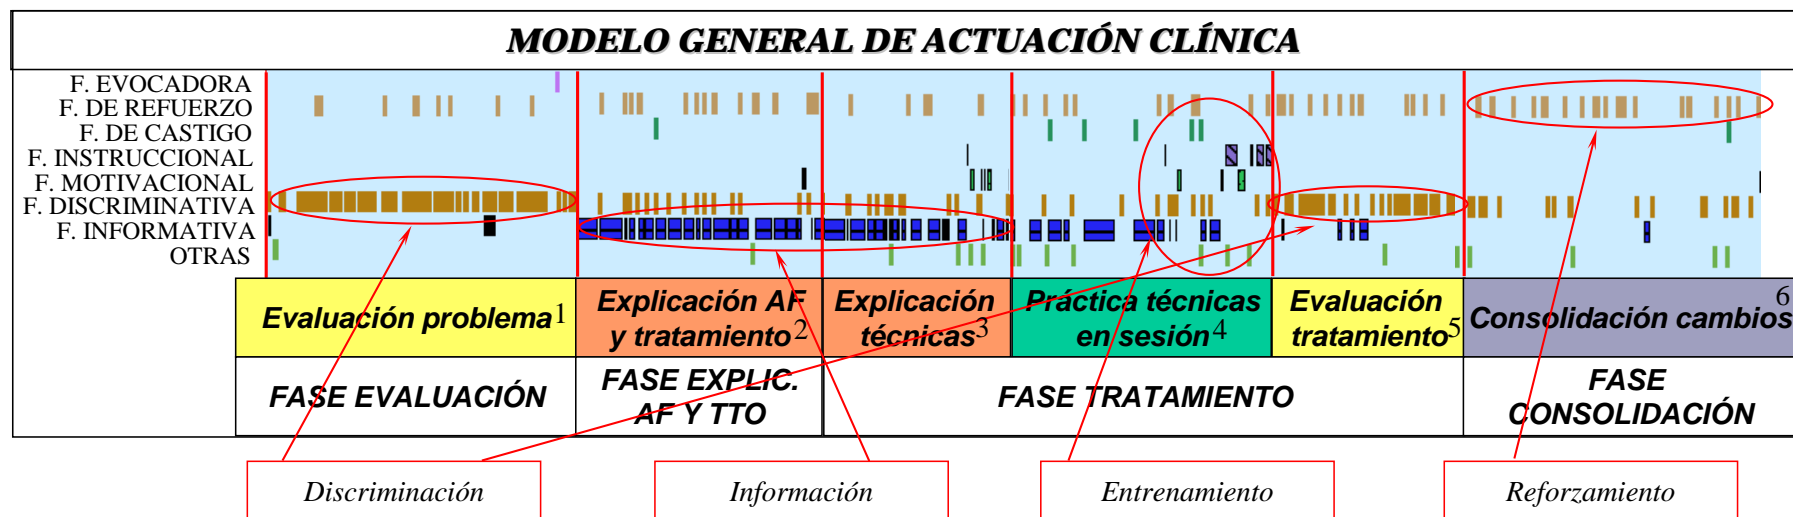 MODELO GENERAL DE ACTUACIÓN CLÍNICA
F. EVOCADORA
F. DE REFUERZO
F. DE CASTIGO
F. INSTRUCCIONAL
F. MOTIVACIONAL
F. DISCRIMINATIVA
F. INFORMATIVA
OTRAS
Evaluación problema1
Explicación AF
y tratamiento2
Explicación
técnicas3
Práctica técnicas
en sesión4
Evaluación
tratamiento5
Consolidación cambios6
FASE EVALUACIÓN
FASE EXPLIC.
AF Y TTO
FASE TRATAMIENTO
FASE
CONSOLIDACIÓN
Discriminación
Información
Entrenamiento
Reforzamiento